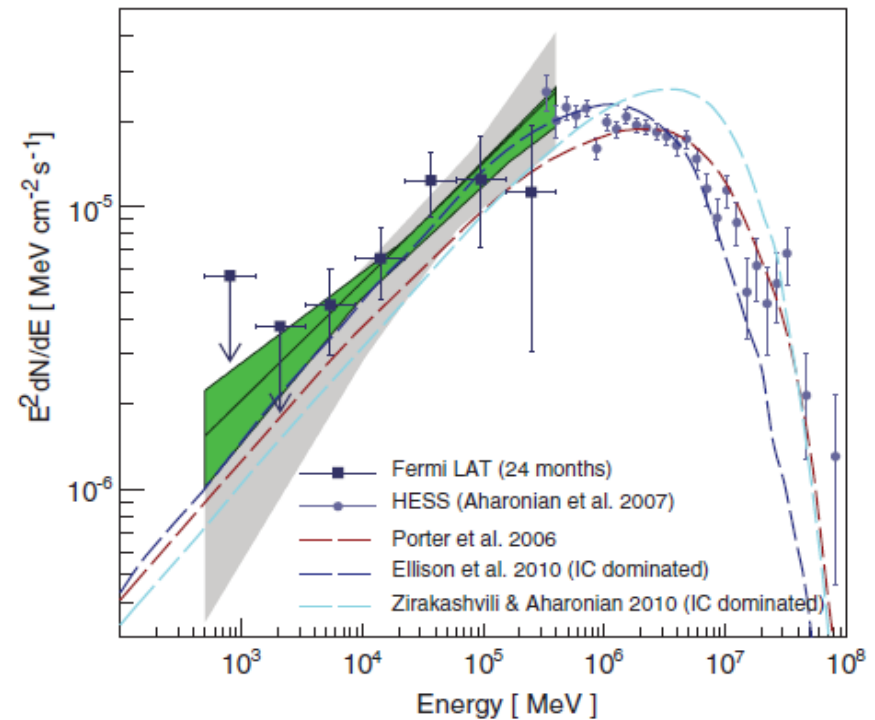 E²dN/dE [ MeV cm⁻² s⁻¹]
10⁻⁵
10⁻⁶
Fermi LAT (24 months)
HESS (Aharonian et al. 2007)
Porter et al. 2006
Ellison et al. 2010 (IC dominated)
Zirakashvili & Aharonian 2010 (IC dominated)
10³ 10⁴ 10⁵ 10⁶ 10⁷ 10⁸
Energy [ MeV ]